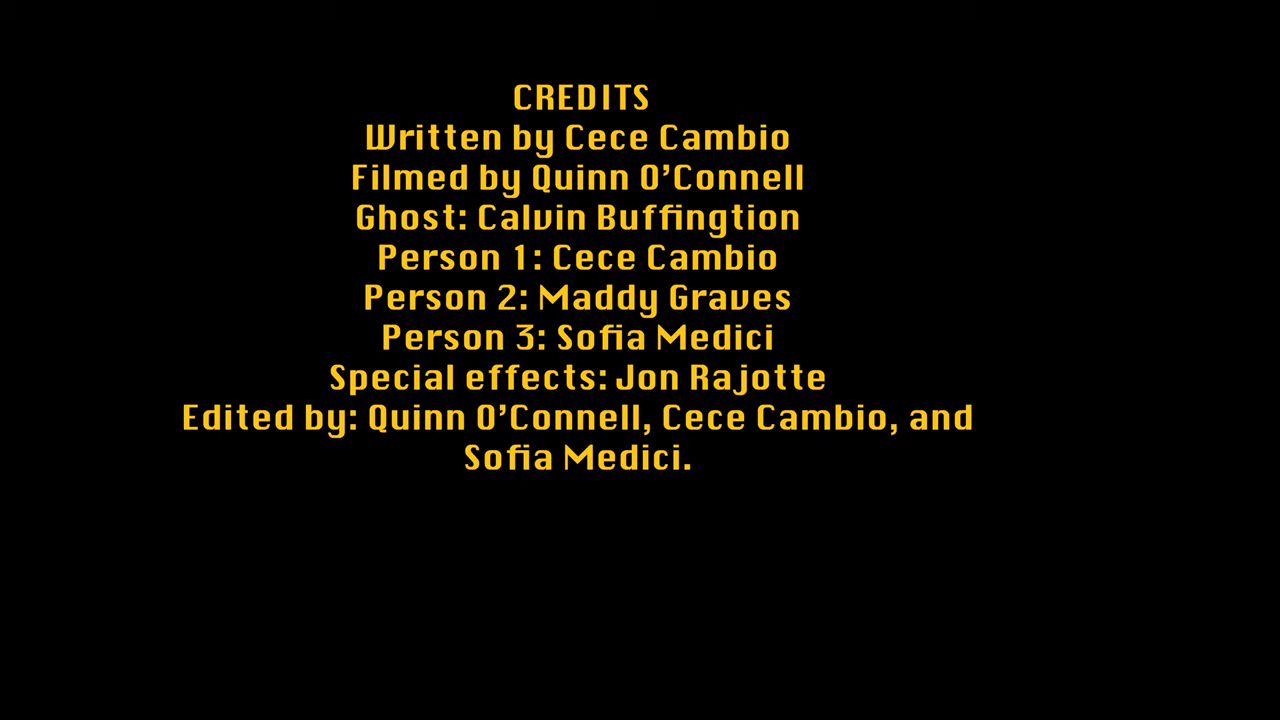 CREDITS
Written by Cece Cambio
Filmed by Quinn O’Connell
Ghost: Calvin Buffingtion
Person 1: Cece Cambio
Person 2: Maddy Graves
Person 3: Sofia Medici
Special effects: Jon Rajotte
Edited by: Quinn O’Connell, Cece Cambio, and
Sofia Medici.